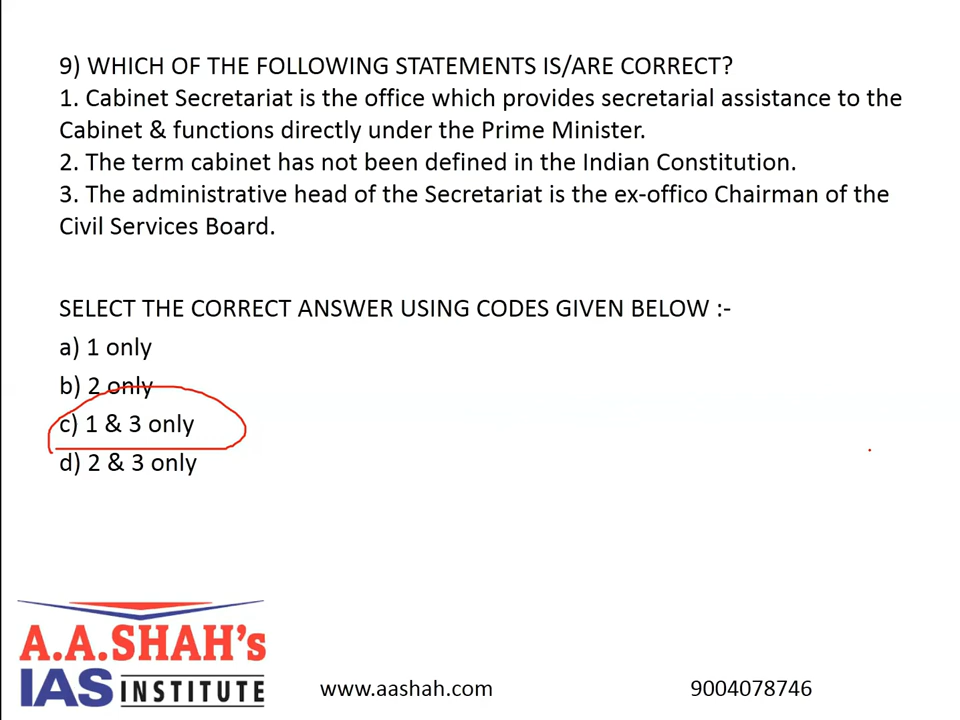 9) WHICH OF THE FOLLOWING STATEMENTS IS/ARE CORRECT?
1. Cabinet Secretariat is the office which provides secretarial assistance to the
Cabinet & functions directly under the Prime Minister.
2. The term cabinet has not been defined in the Indian Constitution.
3. The administrative head of the Secretariat is the ex-offico Chairman of the
Civil Services Board.
SELECT THE CORRECT ANSWER USING CODES GIVEN BELOW :-
a) 1 only
b) 2 only
c) 1 & 3 only
d) 2 & 3 only
A.A.SHAH's
IAS INSTITUTE
www.aashah.com
9004078746